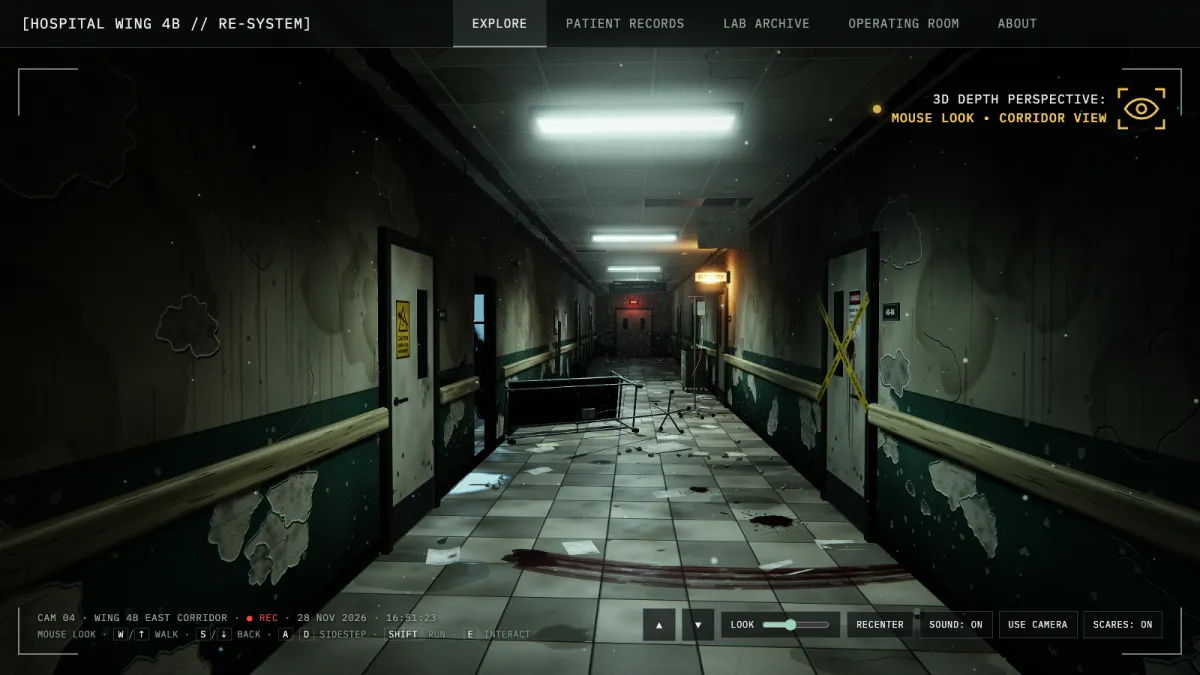 [HOSPITAL WING 4B // RE-SYSTEM]
EXPLORE
PATIENT RECORDS
LAB ARCHIVE
OPERATING ROOM
ABOUT
3D DEPTH PERSPECTIVE:
MOUSE LOOK • CORRIDOR VIEW
CAM 04 · WING 4B EAST CORRIDOR · ● REC · 28 NOV 2026 · 16:51:23
MOUSE LOOK · W/↑ WALK · S/↓ BACK · A D SIDESTEP · SHIFT RUN · E INTERACT
▲
▼
LOOK
RECENTER
SOUND: ON
USE CAMERA
SCARES: ON